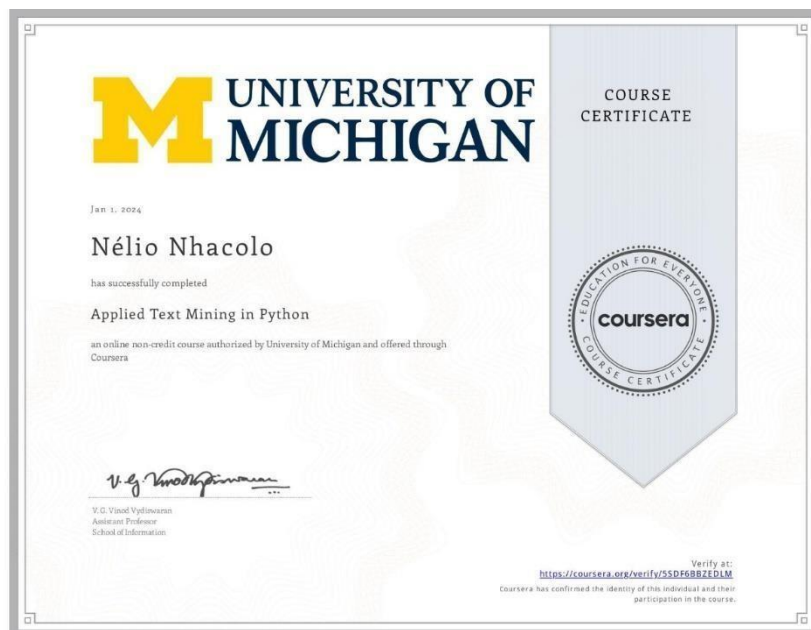 M UNIVERSITY OF
MICHIGAN
COURSE
CERTIFICATE
Jan 1, 2024
Nélio Nhacolo
has successfully completed
Applied Text Mining in Python
an online non-credit course authorized by University of Michigan and offered through
Coursera
EDUCATION FOR EVERYONE
coursera
COURSE CERTIFICATE
V. G. Vinod Vydiswaran
V. G. Vinod Vydiswaran
Assistant Professor
School of Information
Verify at:
https://coursera.org/verify/5SDF6BBZEDLM
Coursera has confirmed the identity of this individual and their
participation in the course.